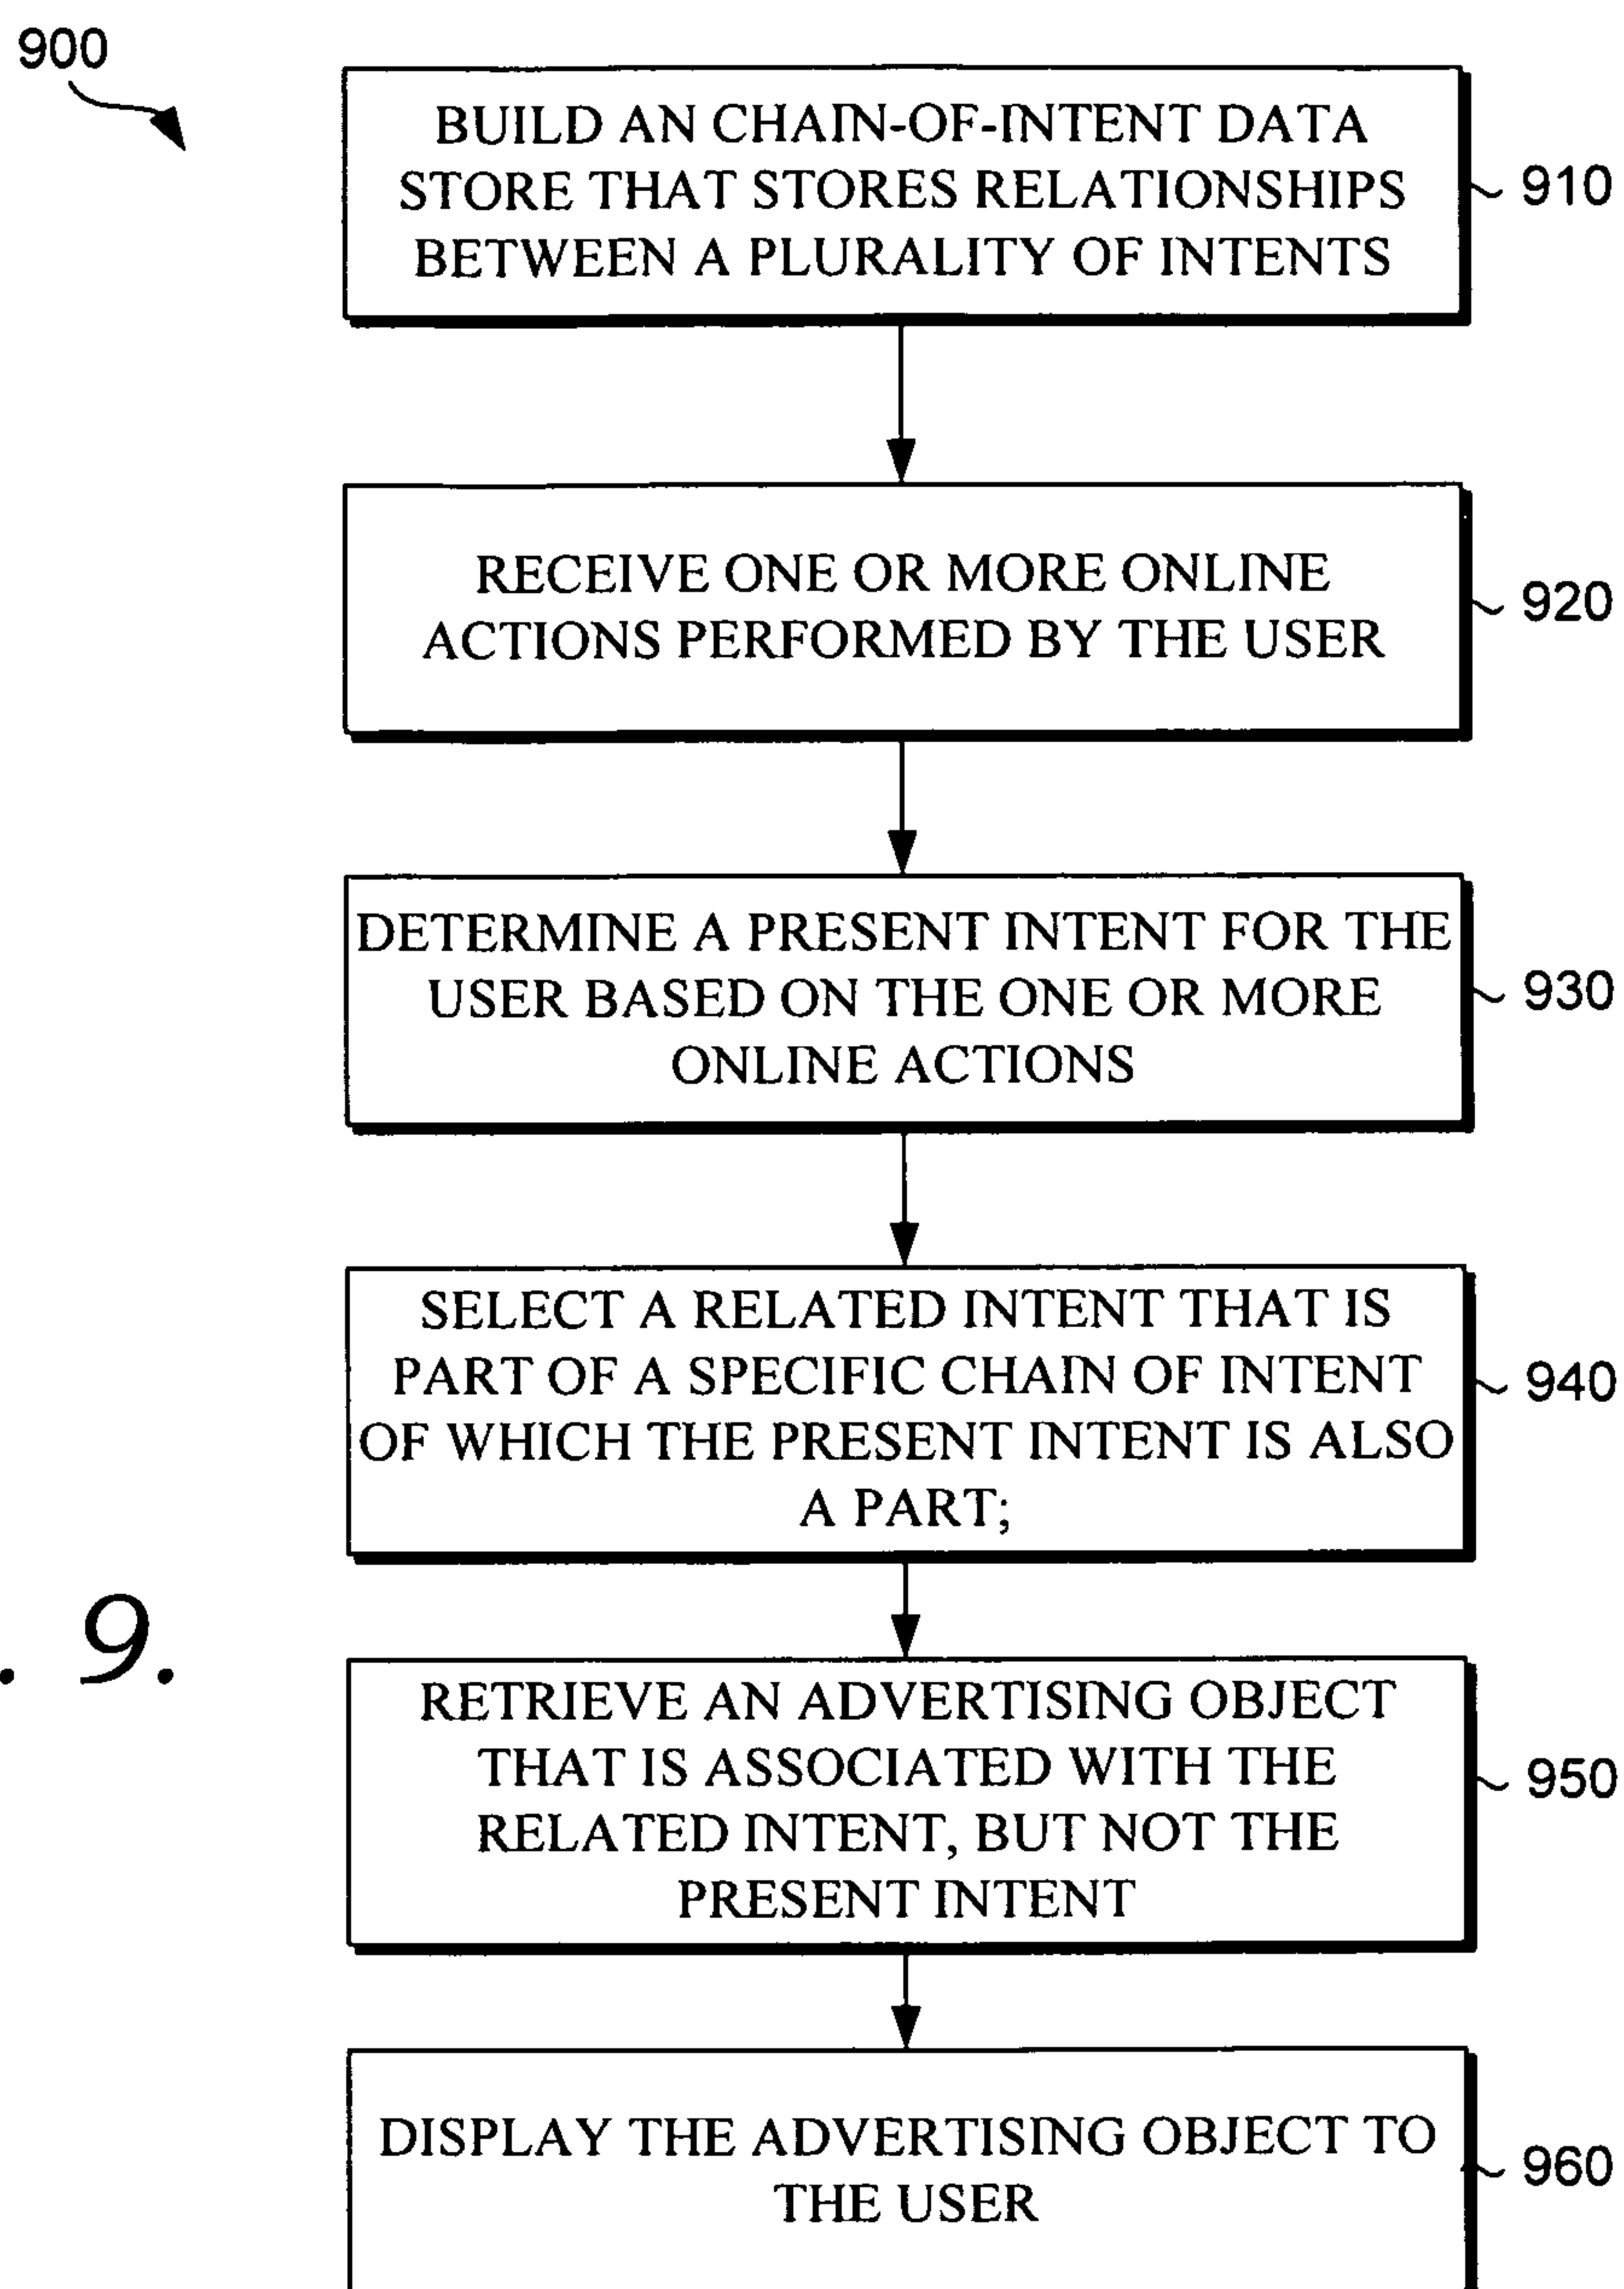 900
BUILD AN CHAIN-OF-INTENT DATA
STORE THAT STORES RELATIONSHIPS
BETWEEN A PLURALITY OF INTENTS
910
RECEIVE ONE OR MORE ONLINE
ACTIONS PERFORMED BY THE USER
920
DETERMINE A PRESENT INTENT FOR THE
USER BASED ON THE ONE OR MORE
ONLINE ACTIONS
930
SELECT A RELATED INTENT THAT IS
PART OF A SPECIFIC CHAIN OF INTENT
OF WHICH THE PRESENT INTENT IS ALSO
A PART;
940
. 9.
RETRIEVE AN ADVERTISING OBJECT
THAT IS ASSOCIATED WITH THE
RELATED INTENT, BUT NOT THE
PRESENT INTENT
950
DISPLAY THE ADVERTISING OBJECT TO
THE USER
960